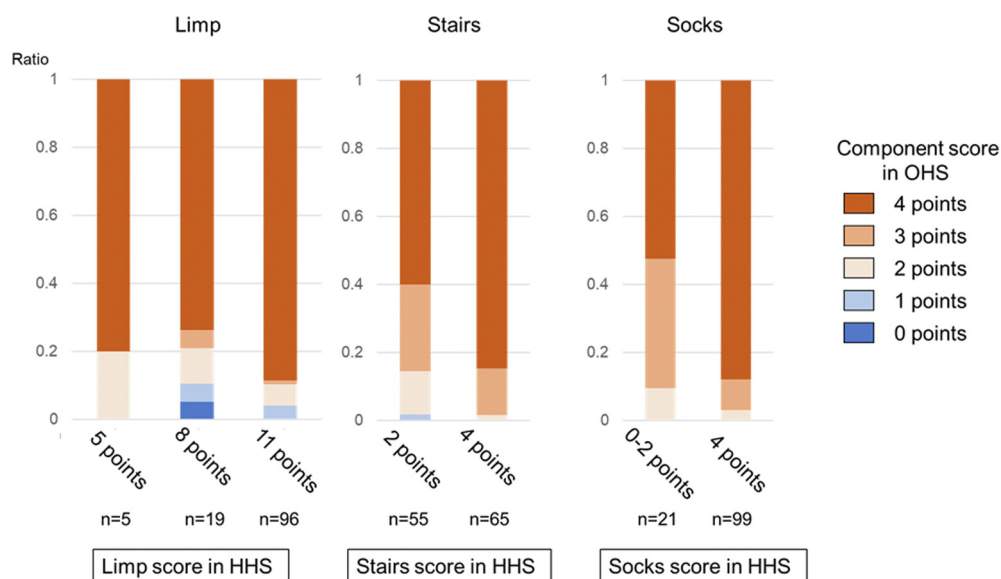 Limp
Stairs
Socks
Ratio
1
0.8
0.6
0.4
0.2
0
5 points
8 points
11 points
n=5
n=19
n=96
Limp score in HHS
1
0.8
0.6
0.4
0.2
0
2 points
4 points
n=55
n=65
Stairs score in HHS
1
0.8
0.6
0.4
0.2
0
0-2 points
4 points
n=21
n=99
Socks score in HHS
Component score
in OHS
4 points
3 points
2 points
1 points
0 points